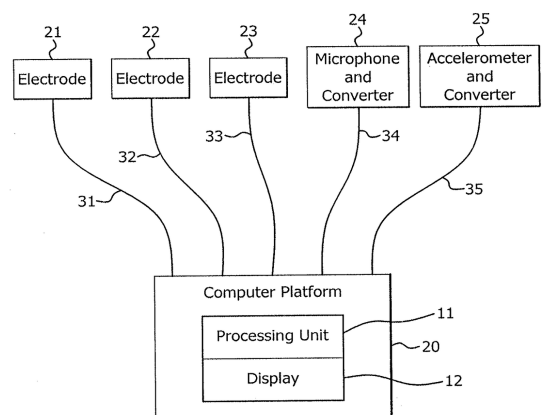 21 22 23 24 25
Electrode Electrode Electrode Microphone and Converter Accelerometer and Converter
31 32 33 34 35
Computer Platform
Processing Unit 11
20
Display 12